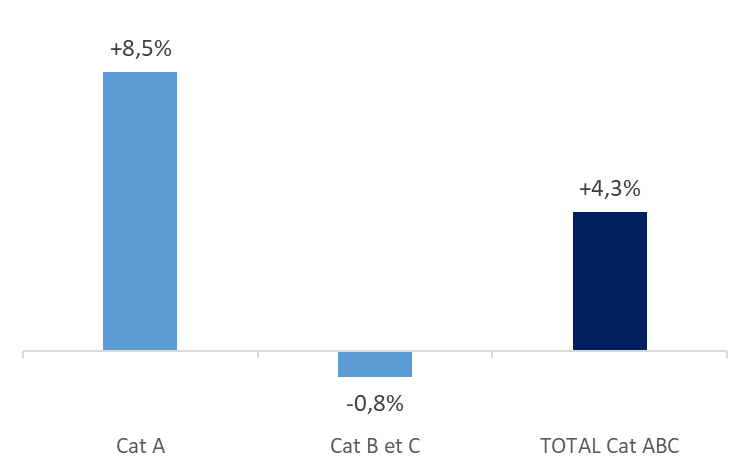 +8,5%
+4,3%
-0,8%
Cat A
Cat B et C
TOTAL Cat ABC